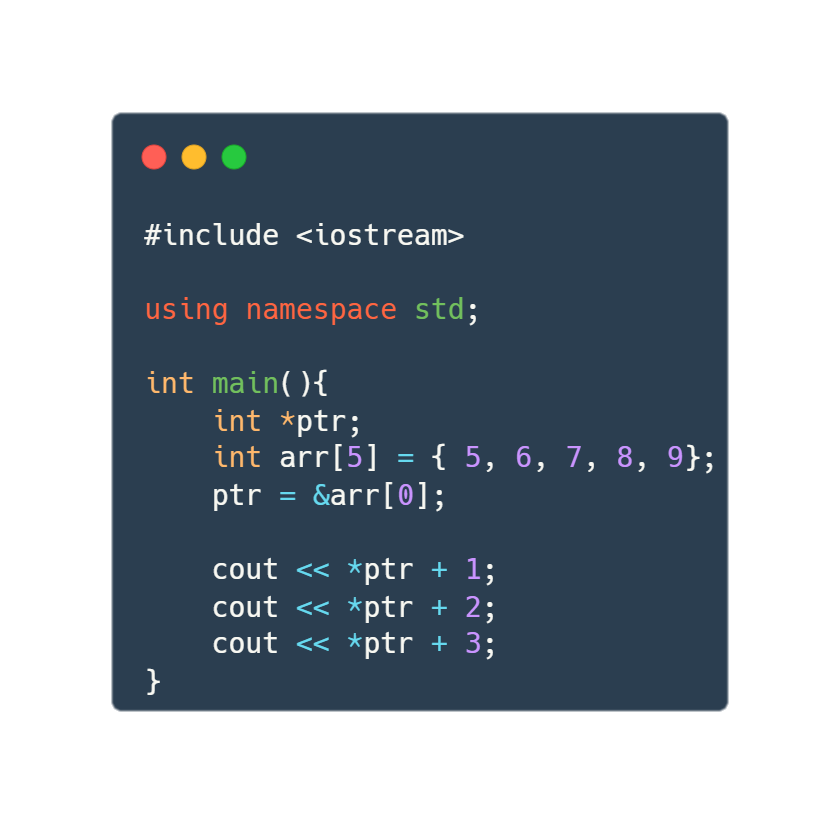 #include <iostream>
using namespace std;
int main(){
    int *ptr;
    int arr[5] = { 5, 6, 7, 8, 9};
    ptr = &arr[0];
    cout << *ptr + 1;
    cout << *ptr + 2;
    cout << *ptr + 3;
}